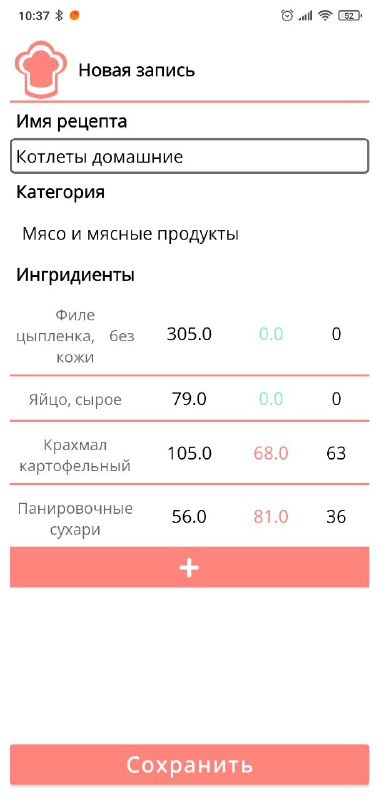 10:37
52
Новая запись
Имя рецепта
Котлеты домашние
Категория
Мясо и мясные продукты
Ингридиенты
Филе
цыпленка, без
кожи
305.0 0.0 0
Яйцо, сырое 79.0 0.0 0
Крахмал
картофельный
105.0 68.0 63
Панировочные
сухари
56.0 81.0 36
+
Сохранить